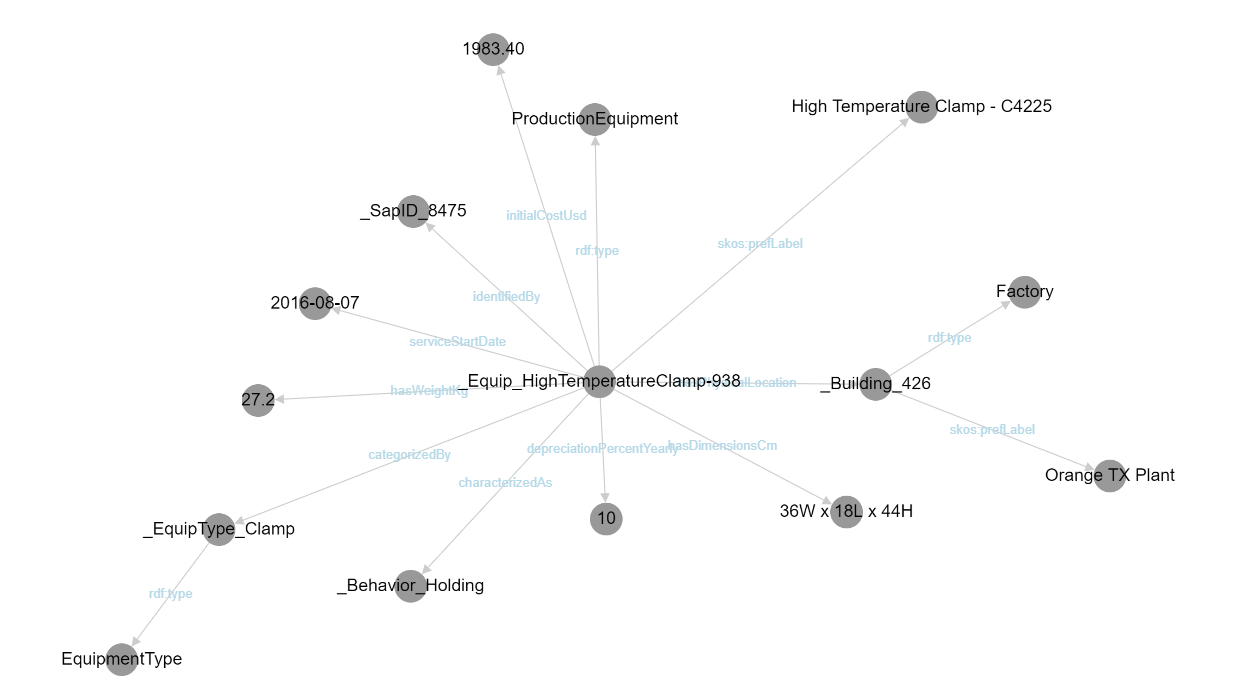 1983.40
High Temperature Clamp - C4225
ProductionEquipment
_SapID_8475
initialCostUsd
skos:prefLabel
rdf:type
Factory
identifiedBy
2016-08-07
rdf:type
serviceStartDate
_Equip_HighTemperatureClamp-938
_Building_426
hasWeightKg
27.2
skos:prefLabel
depreciationPercentYearly
hasDimensionsCm
categorizedBy
Orange TX Plant
characterizedAs
36W x 18L x 44H
10
_EquipType_Clamp
_Behavior_Holding
rdf:type
EquipmentType